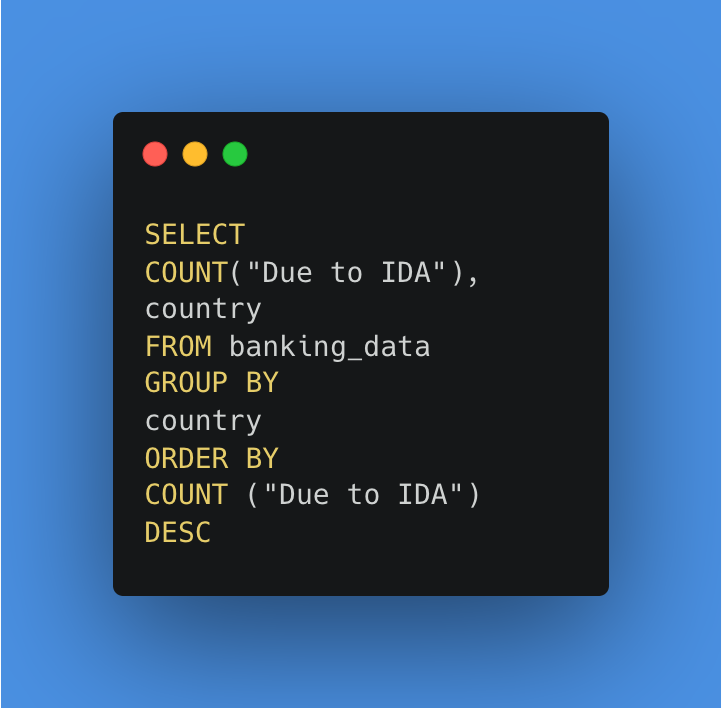 SELECT
COUNT("Due to IDA"),
country
FROM banking_data
GROUP BY
country
ORDER BY
COUNT ("Due to IDA")
DESC